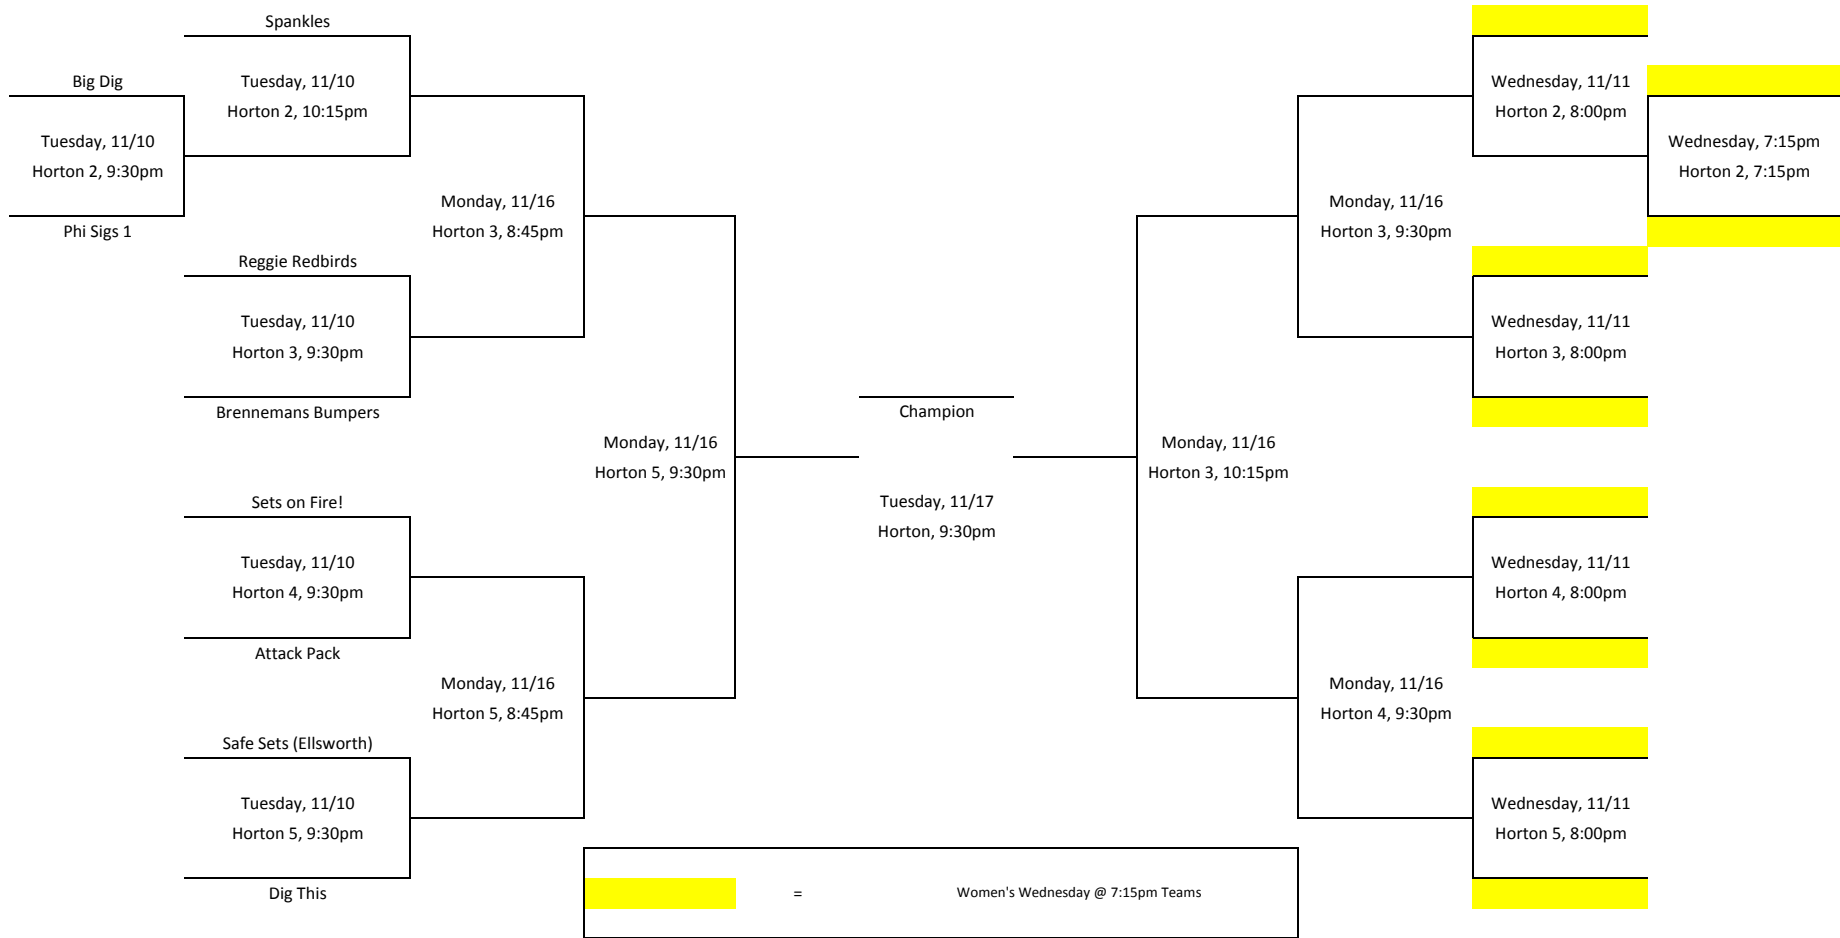 Spankles
Big Dig
Tuesday, 11/10
Horton 2, 10:15pm
Tuesday, 11/10
Horton 2, 9:30pm
Phi Sigs 1
Monday, 11/16
Horton 3, 8:45pm
Reggie Redbirds
Tuesday, 11/10
Horton 3, 9:30pm
Brennemans Bumpers
Monday, 11/16
Horton 5, 9:30pm
Sets on Fire!
Tuesday, 11/10
Horton 4, 9:30pm
Attack Pack
Monday, 11/16
Horton 5, 8:45pm
Safe Sets (Ellsworth)
Tuesday, 11/10
Horton 5, 9:30pm
Dig This
Champion
Tuesday, 11/17
Horton, 9:30pm
Wednesday, 11/11
Horton 2, 8:00pm
Wednesday, 7:15pm
Horton 2, 7:15pm
Monday, 11/16
Horton 3, 9:30pm
Wednesday, 11/11
Horton 3, 8:00pm
Monday, 11/16
Horton 3, 10:15pm
Wednesday, 11/11
Horton 4, 8:00pm
Monday, 11/16
Horton 4, 9:30pm
Wednesday, 11/11
Horton 5, 8:00pm
= Women's Wednesday @ 7:15pm Teams